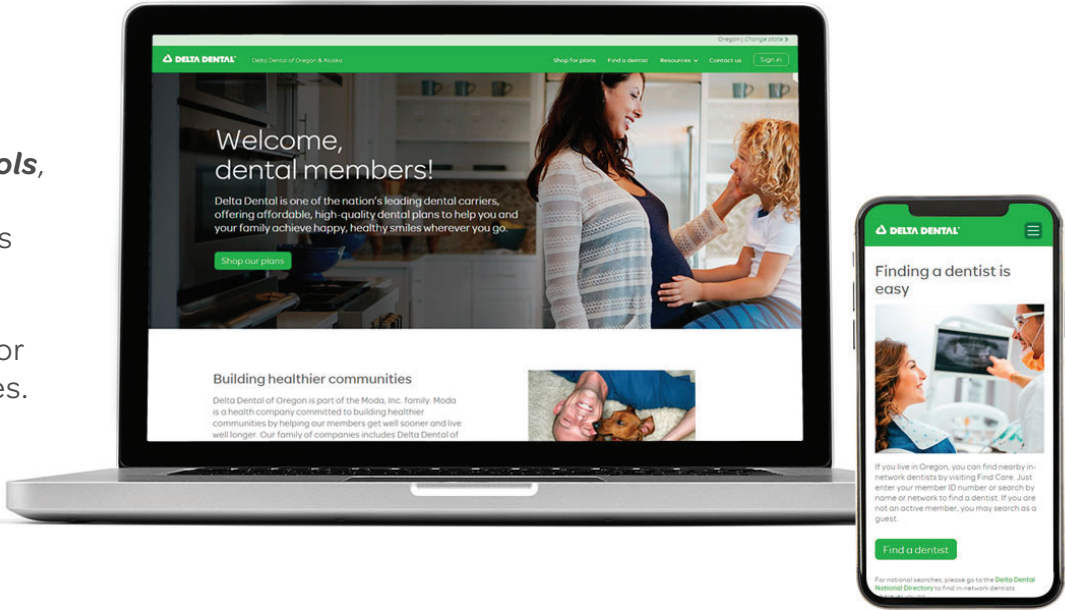 ols,
s
or
es.
Oregon | Change state >
DELTA DENTAL
Delta Dental of Oregon & Alaska
Shop for plans
Find a dentist
Resources
Contact us
Sign in
Welcome,
dental members!
Delta Dental is one of the nation's leading dental carriers,
offering affordable, high-quality dental plans to help you and
your family achieve happy, healthy smiles wherever you go.
Shop our plans
Building healthier communities
Delta Dental of Oregon is part of the Moda, Inc. family. Moda
is a health company committed to building healthier
communities by helping our members get well sooner and live
well longer. Our family of companies includes Delta Dental of
DELTA DENTAL
Finding a dentist is
easy
If you live in Oregon, you can find nearby in-
network dentists by visiting Find Care. Just
enter your member ID number or search by
name or network to find a dentist. If you are
not an active member, you may search as a
guest.
Find a dentist
For national searches, please go to the Delta Dental
National Directory to find in-network dentists